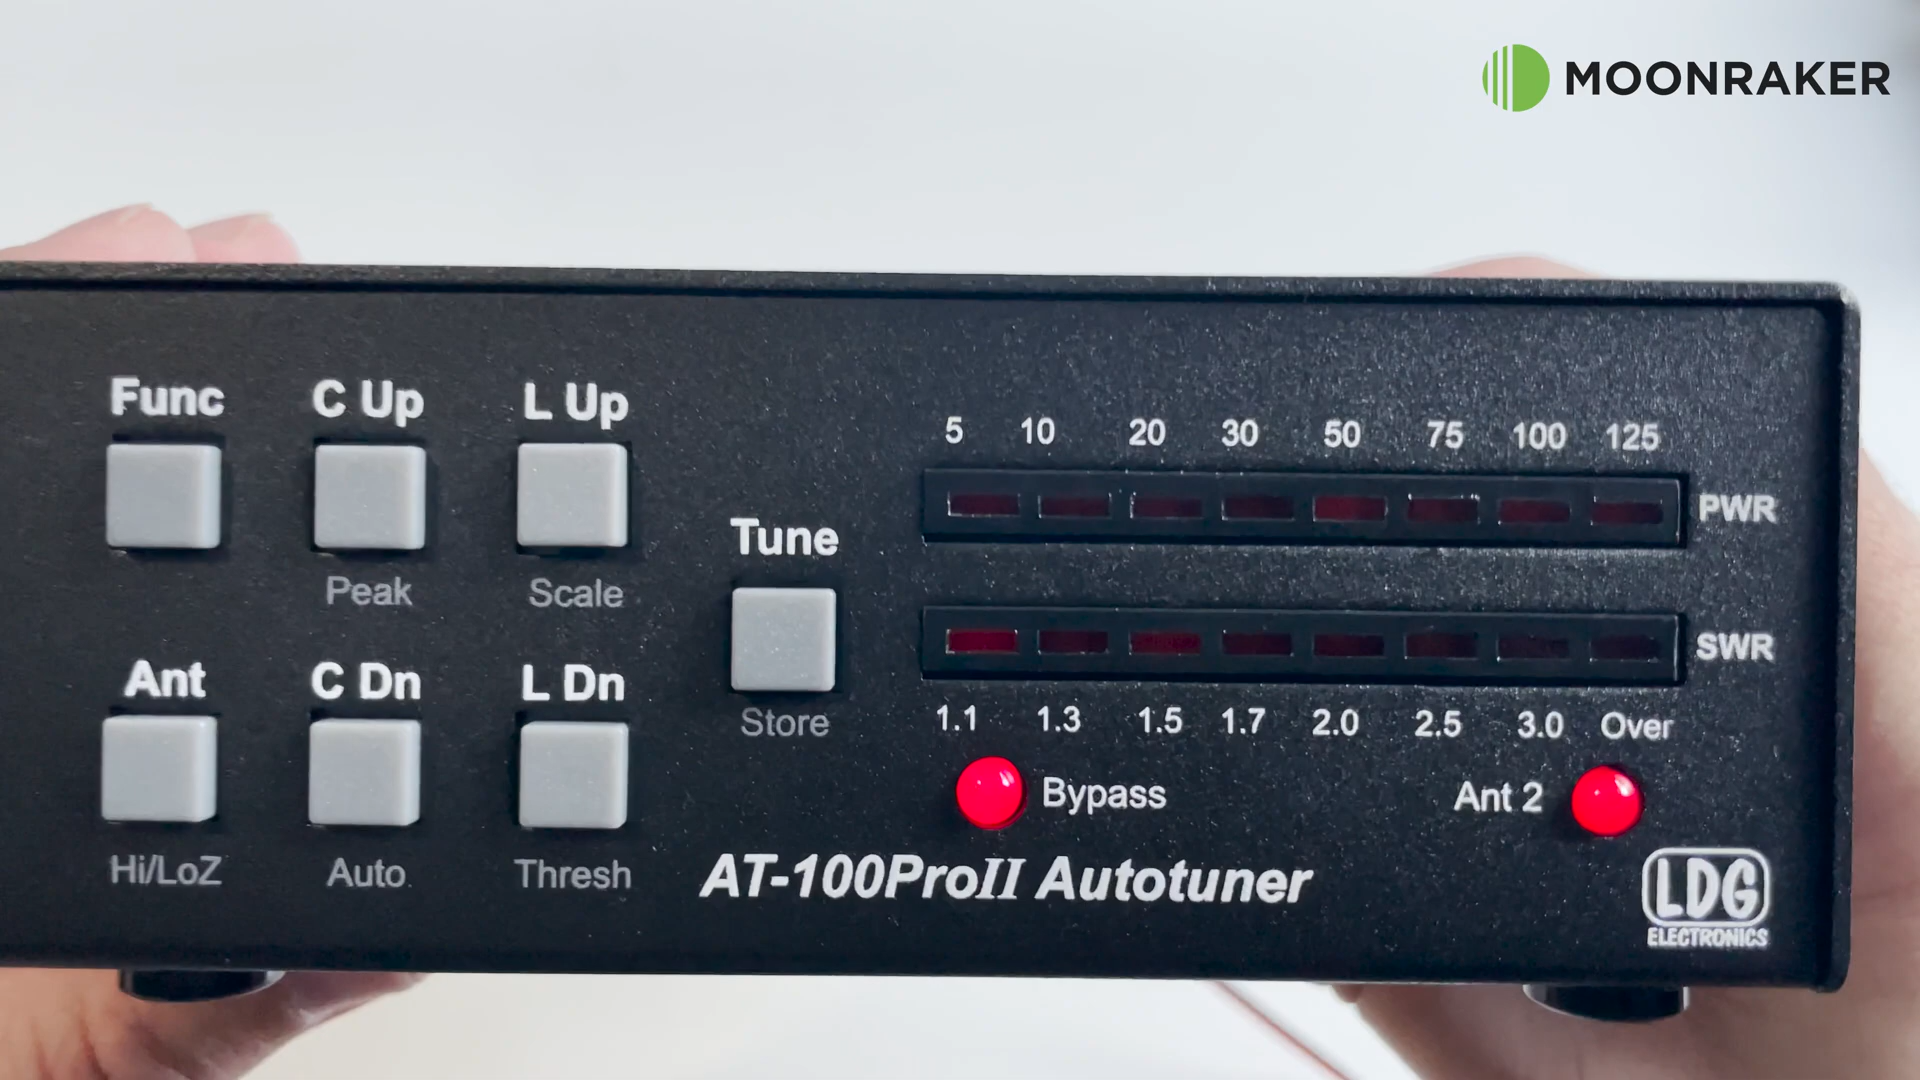 MOONRAKER
Func C Up L Up
5 10 20 30 50 75 100 125
PWR
Tune
Peak Scale
Ant C Dn L Dn
SWR
Store
1.1 1.3 1.5 1.7 2.0 2.5 3.0 Over
Bypass
Ant 2
Hi/LoZ Auto Thresh
AT-100ProII Autotuner
LDG
ELECTRONICS